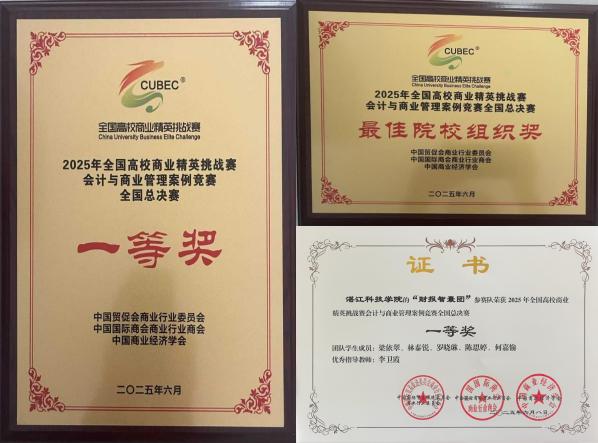 CUBEC®
全国高校商业精英挑战赛
China University Business Elite Challenge
2025年全国高校商业精英挑战赛
会计与商业管理案例竞赛
全国总决赛
一等奖
中国贸促会商业行业委员会
中国国际商会商业行业商会
中国商业经济学会
二〇二五年六月
CUBEC®
全国高校商业精英挑战赛
China University Business Elite Challenge
2025年全国高校商业精英挑战赛
会计与商业管理案例竞赛全国总决赛
最佳院校组织奖
中国贸促会商业行业委员会
中国国际商会商业行业商会
中国商业经济学会
二〇二五年六月
证书
湛江科技学院的“财报智囊团”参赛队荣获 2025 年全国高校商业
精英挑战赛会计与商业管理案例竞赛全国总决赛
一等奖
团队学生成员:梁依翠、林泰锐、罗晓琳、陈思婷、何嘉愉
优秀指导教师:李卫霞
二〇二五年六月八日